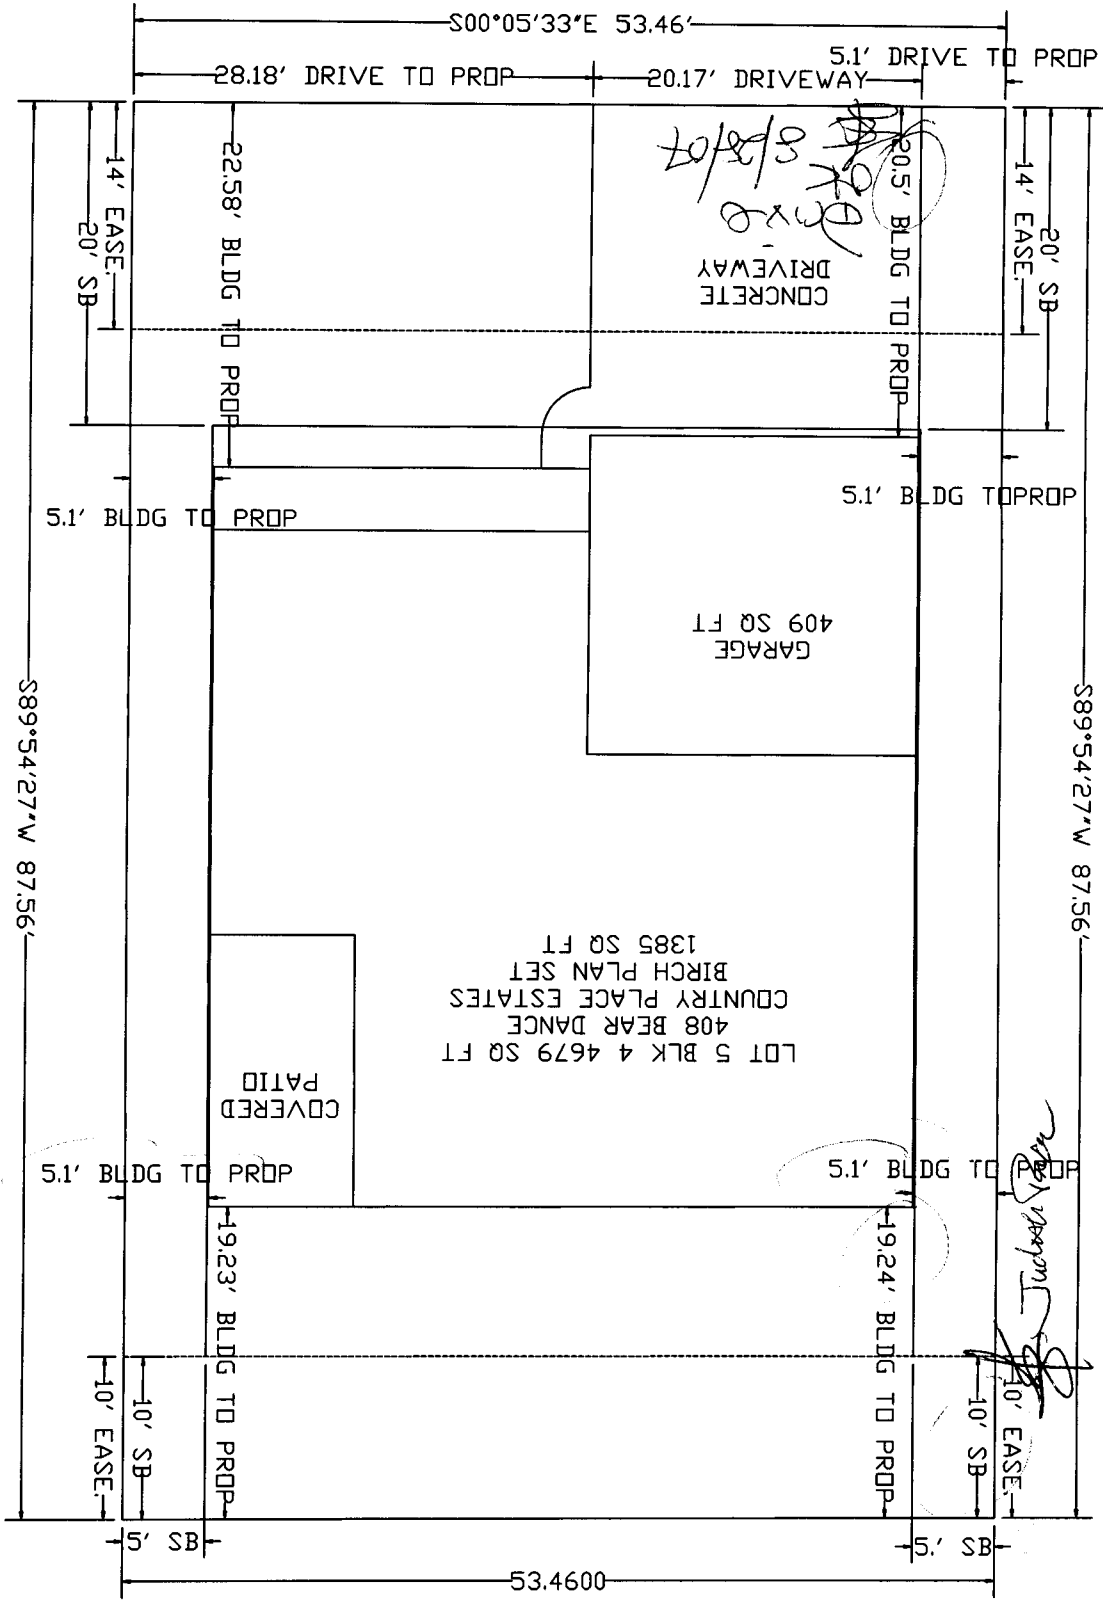 S00°05'33"E 53.46'
5.1' DRIVE TO PROP
28.18' DRIVE TO PROP
20.17' DRIVEWAY
14' EASE.
20' SB
22.58' BLDG TO PROP
20.5' BLDG TO PROP
14' EASE.
20' SB
Drive
OK
8/28/07
CONCRETE
DRIVEWAY
5.1' BLDG TO PROP
5.1' BLDG TOPROP
GARAGE
409 SQ FT
S89°54'27"W 87.56'
S89°54'27"W 87.56'
LOT 5 BLK 4 4679 SQ FT
408 BEAR DANCE
COUNTRY PLACE ESTATES
BIRCH PLAN SET
1385 SQ FT
COVERED
PATIO
5.1' BLDG TO PROP
5.1' BLDG TO PROP
19.23' BLDG TO PROP
19.24' BLDG TO PROP
10' EASE.
10' SB
10' SB
10' EASE.
5' SB
5.' SB
53.4600